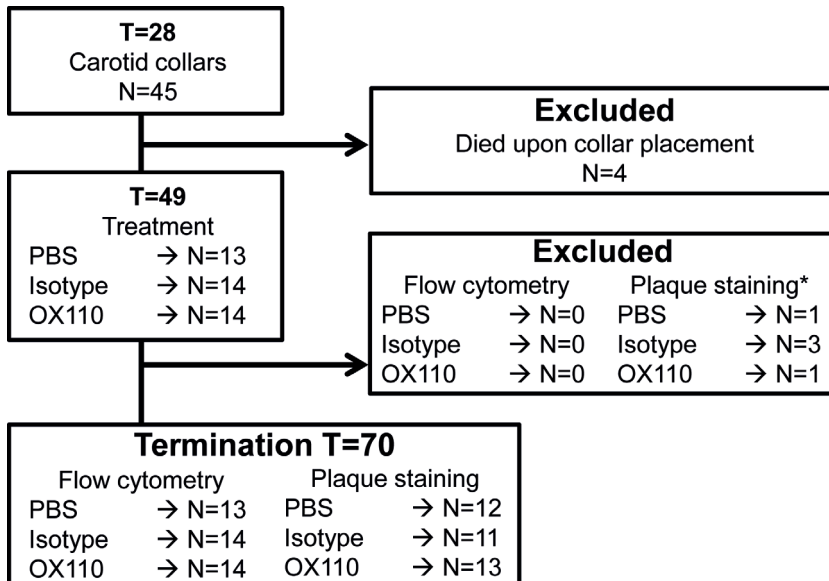 T=28
Carotid collars
N=45
Excluded
Died upon collar placement
N=4
T=49
Treatment
PBS → N=13
Isotype → N=14
OX110 → N=14
Excluded
Flow cytometry Plaque staining*
PBS → N=0 PBS → N=1
Isotype → N=0 Isotype → N=3
OX110 → N=0 OX110 → N=1
Termination T=70
Flow cytometry Plaque staining
PBS → N=13 PBS → N=12
Isotype → N=14 Isotype → N=11
OX110 → N=14 OX110 → N=13